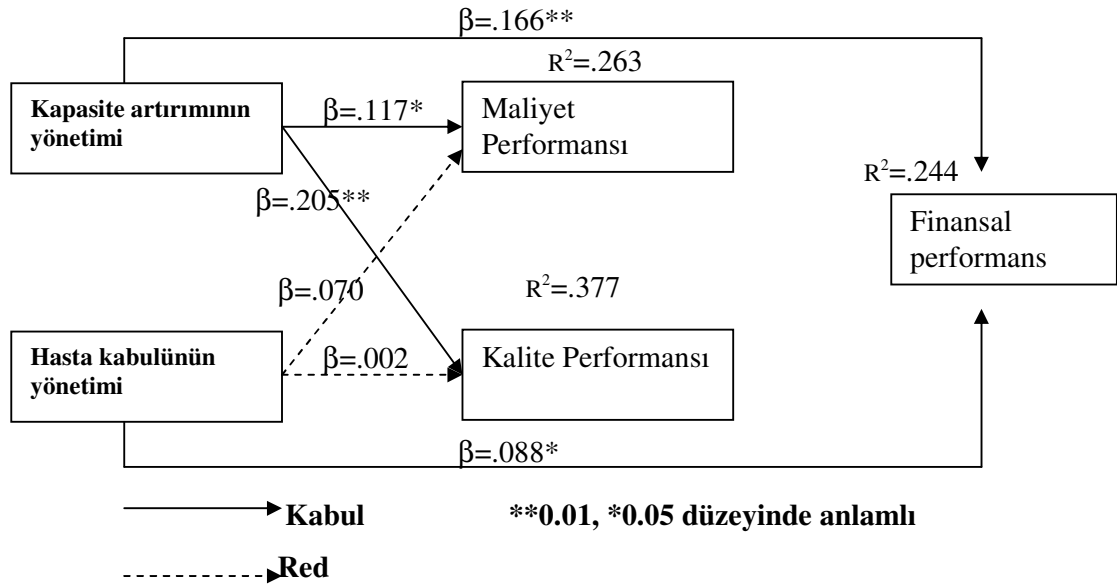 β=.166**
R²=.263
Kapasite artırımının
yönetimi
β=.117*
Maliyet
Performansı
β=.205**
R²=.244
Finansal
performans
β=.070
R²=.377
Hasta kabulünün
yönetimi
β=.002
Kalite Performansı
β=.088*
Kabul
**0.01, *0.05 düzeyinde anlamlı
Red